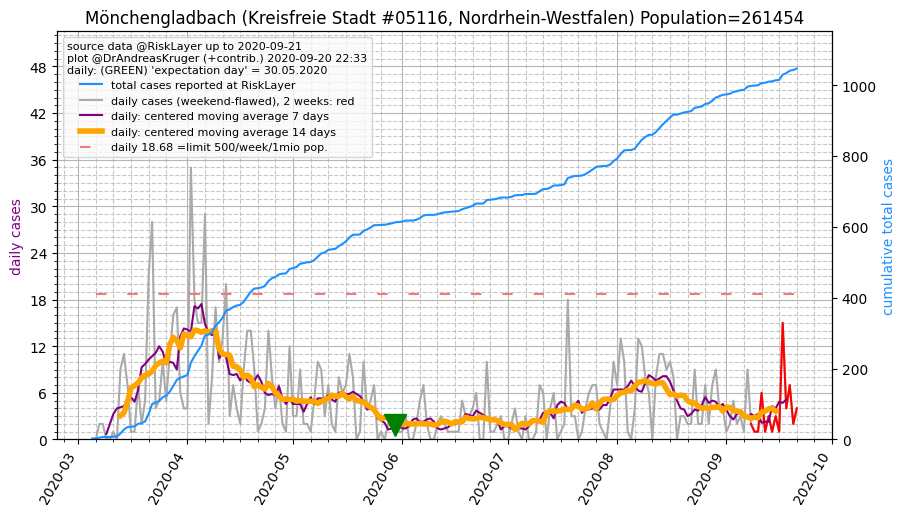 Mönchengladbach (Kreisfreie Stadt #05116, Nordrhein-Westfalen) Population=261454
source data @RiskLayer up to 2020-09-21
plot @DrAndreasKruger (+contrib.) 2020-09-20 22:33
daily: (GREEN) 'expectation day' = 30.05.2020
total cases reported at RiskLayer
daily cases (weekend-flawed), 2 weeks: red
daily: centered moving average 7 days
daily: centered moving average 14 days
daily 18.68 =limit 500/week/1mio pop.
daily cases
48
42
36
30
24
18
12
6
0
cumulative total cases
1000
800
600
400
200
0
2020-03
2020-04
2020-05
2020-06
2020-07
2020-08
2020-09
2020-10